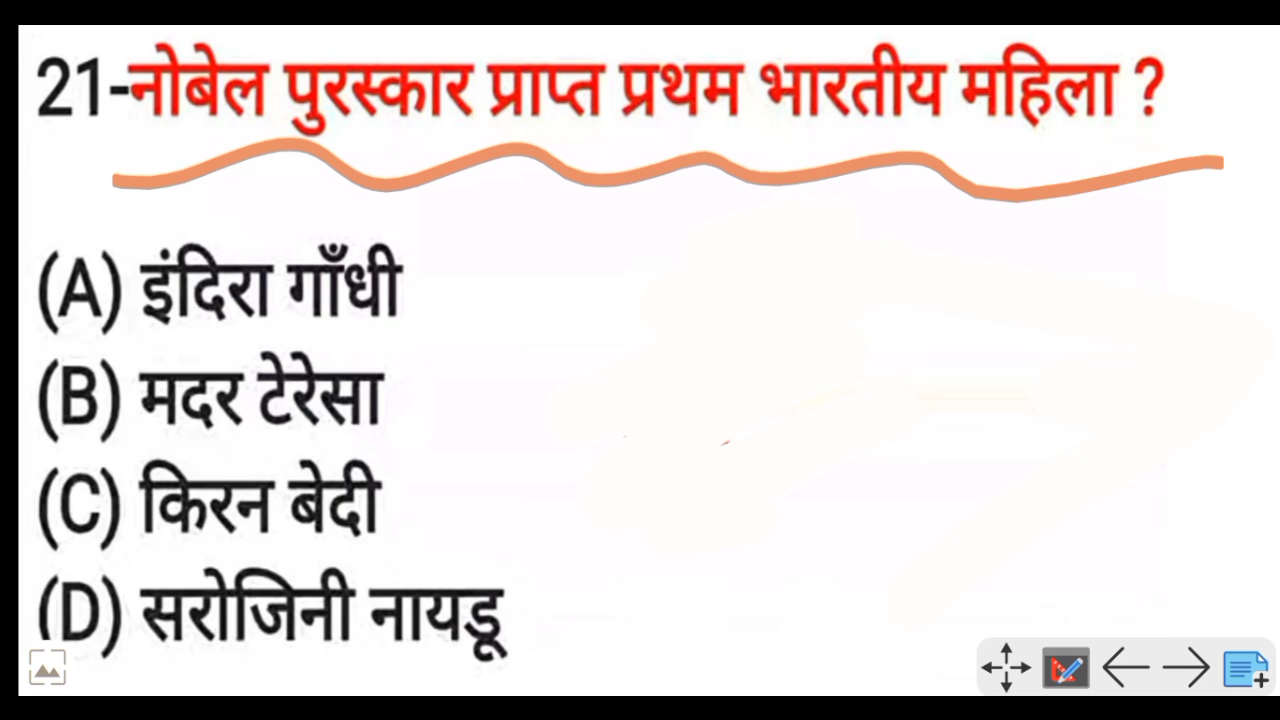 21-नोबेल पुरस्कार प्राप्त प्रथम भारतीय महिला ?
(A) इंदिरा गाँधी
(B) मदर टेरेसा
(C) किरन बेदी
(D) सरोजिनी नायडू